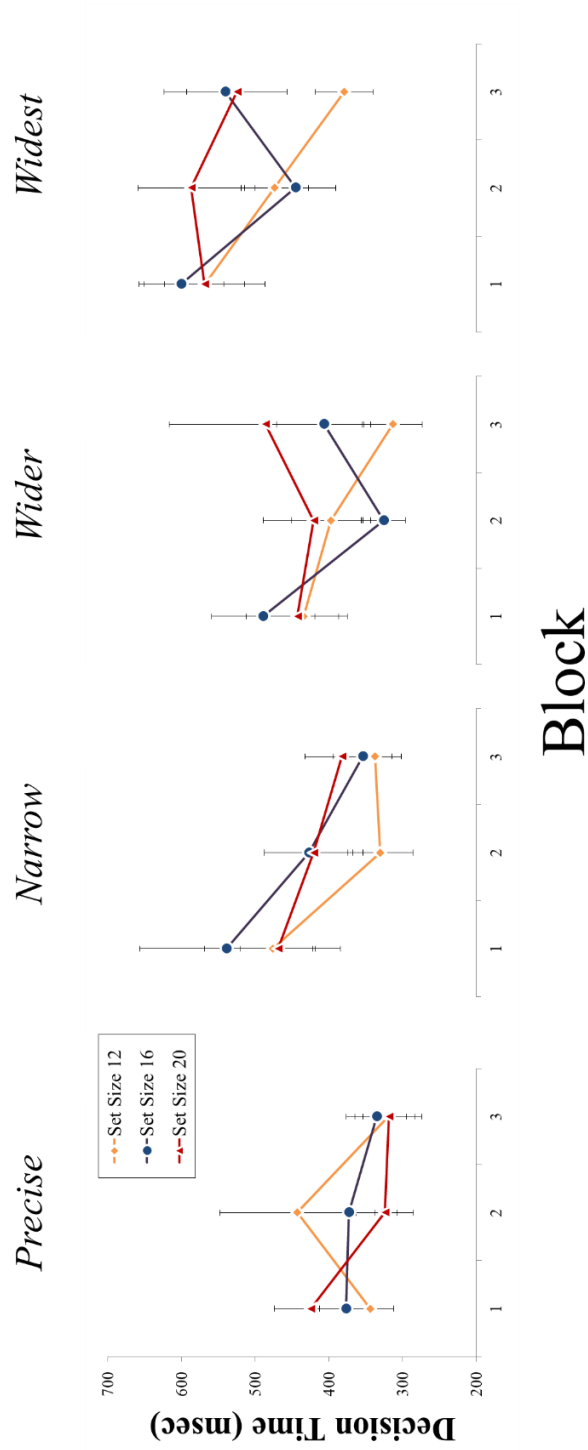 Precise
Narrow
Wider
Widest
Set Size 12
Set Size 16
Set Size 20
Decision Time (msec)
700
600
500
400
300
200
1 2 3
1 2 3
1 2 3
1 2 3
Block